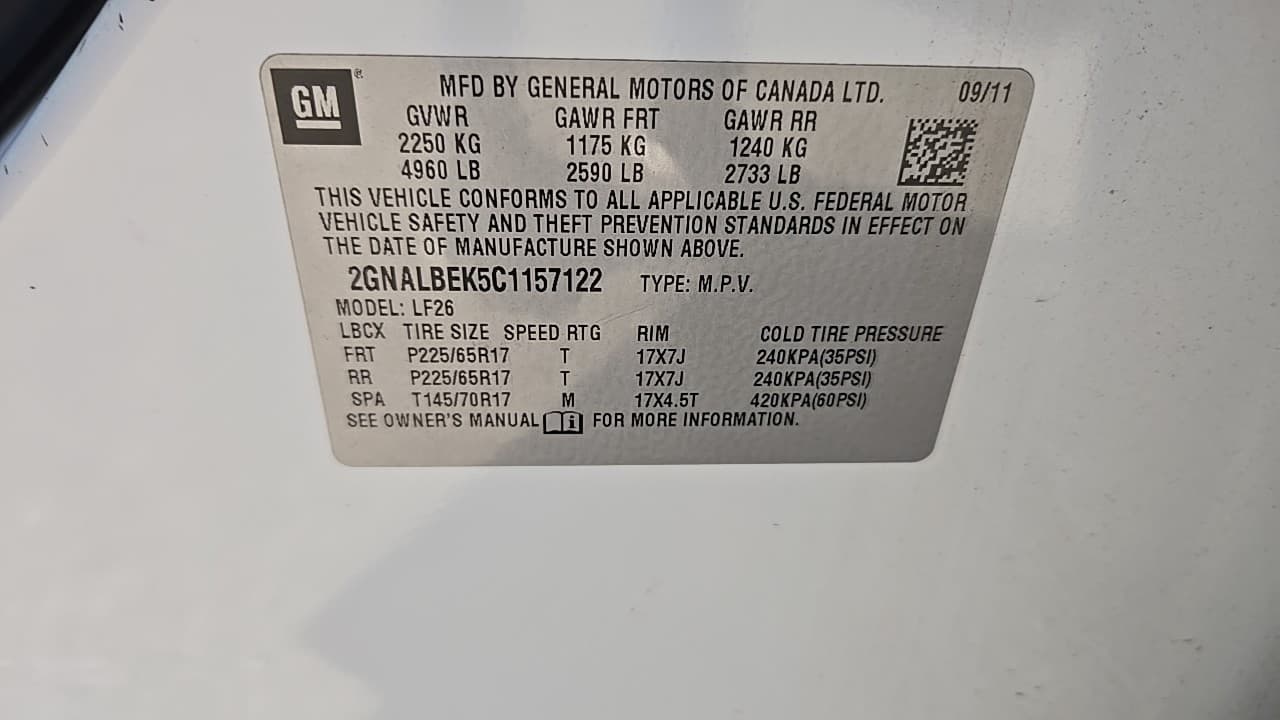 GM ® MFD BY GENERAL MOTORS OF CANADA LTD. 09/11
GVWR GAWR FRT GAWR RR
2250 KG 1175 KG 1240 KG
4960 LB 2590 LB 2733 LB
THIS VEHICLE CONFORMS TO ALL APPLICABLE U.S. FEDERAL MOTOR
VEHICLE SAFETY AND THEFT PREVENTION STANDARDS IN EFFECT ON
THE DATE OF MANUFACTURE SHOWN ABOVE.
2GNALBEK5C1157122 TYPE: M.P.V.
MODEL: LF26
LBCX TIRE SIZE SPEED RTG RIM COLD TIRE PRESSURE
FRT P225/65R17 T 17X7J 240KPA(35PSI)
RR P225/65R17 T 17X7J 240KPA(35PSI)
SPA T145/70R17 M 17X4.5T 420KPA(60PSI)
SEE OWNER'S MANUAL i FOR MORE INFORMATION.